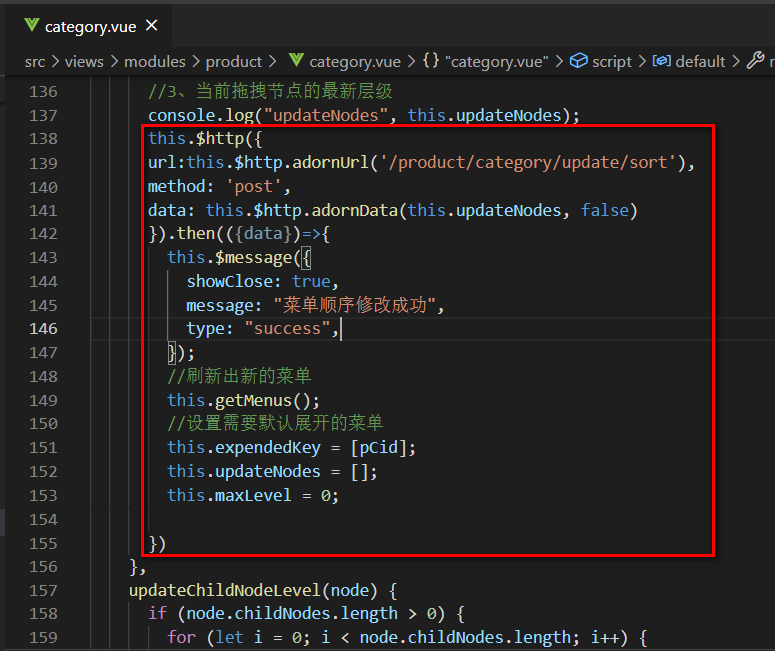 category.vue ×
src > views > modules > product > category.vue > {} "category.vue" > script > default >
136 //3、当前拖拽节点的最新层级
137 console.log("updateNodes", this.updateNodes);
138 this.$http({
139 url:this.$http.adornUrl('/product/category/update/sort'),
140 method: 'post',
141 data: this.$http.adornData(this.updateNodes, false)
142 }).then(({data})=>{
143 this.$message({
144 showClose: true,
145 message: "菜单顺序修改成功",
146 type: "success",
147 });
148 //刷新出新的菜单
149 this.getMenus();
150 //设置需要默认展开的菜单
151 this.expendedKey = [pCid];
152 this.updateNodes = [];
153 this.maxLevel = 0;
154
155 })
156 },
157 updateChildNodeLevel(node) {
158 if (node.childNodes.length > 0) {
159 for (let i = 0; i < node.childNodes.length; i++) {